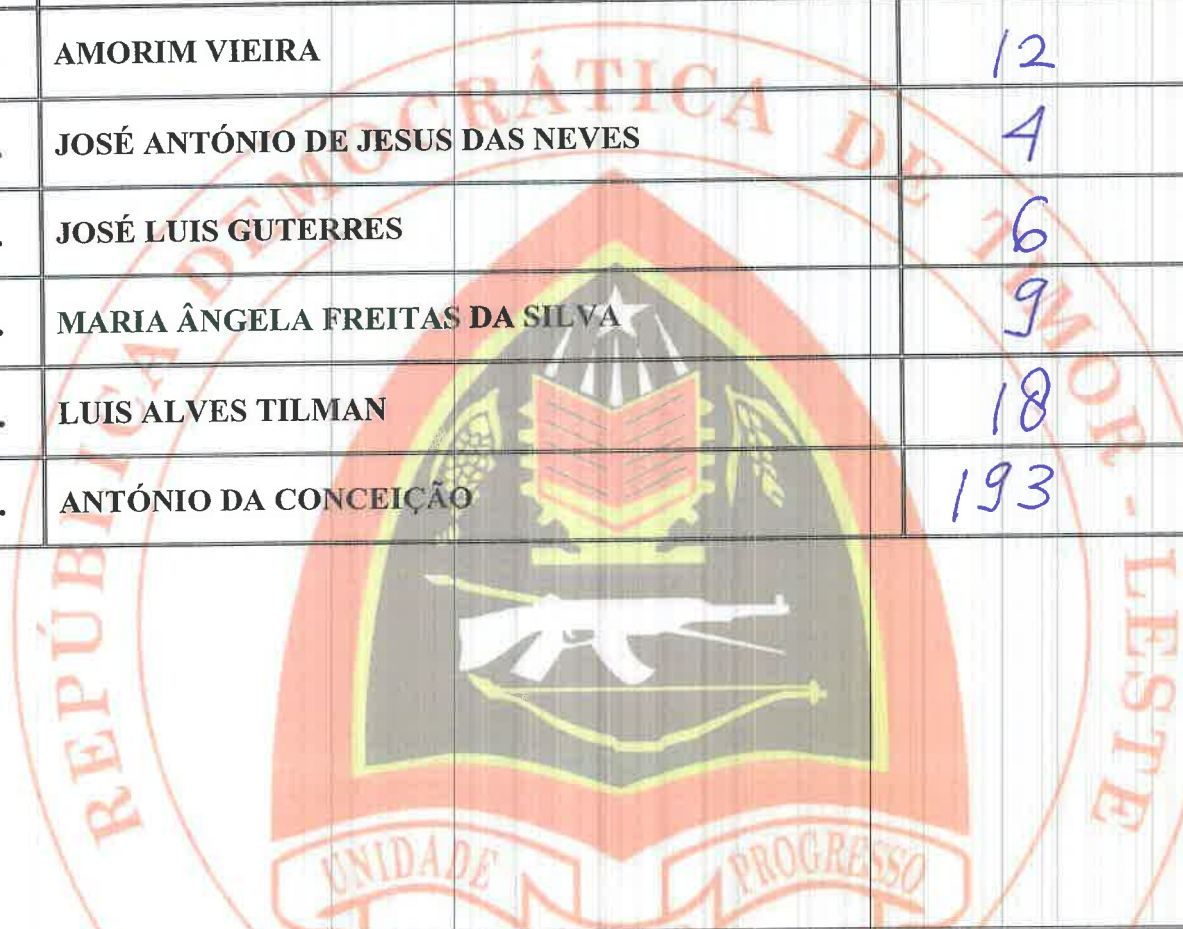 AMORIM VIEIRA 12
. JOSÉ ANTÓNIO DE JESUS DAS NEVES 4
. JOSÉ LUIS GUTERRES 6
. MARIA ÂNGELA FREITAS DA SILVA 9
. LUIS ALVES TILMAN 18
. ANTÓNIO DA CONCEIÇÃO 193
REPÚBLICA DEMOCRÁTICA DE TIMOR - LESTE
UNIDADE PROGRESSO